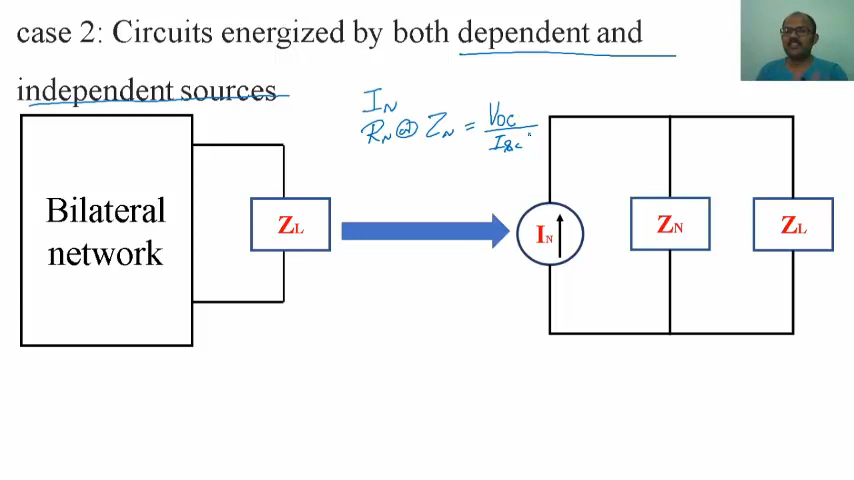 case 2: Circuits energized by both dependent and
independent sources
IN
RN or ZN = Voc
Isc
Bilateral
network
ZL
IN
ZN
ZL